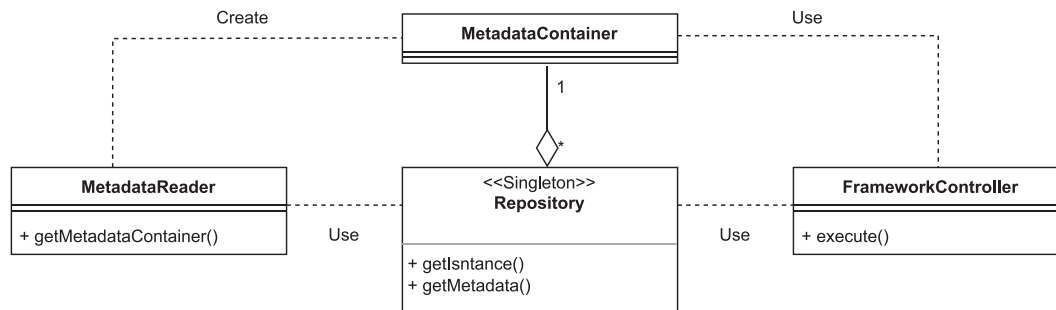 Create
MetadataContainer
Use
1
*
MetadataReader
+ getMetadataContainer()
Use
<<Singleton>>
Repository
+ getIsntance()
+ getMetadata()
Use
FrameworkController
+ execute()